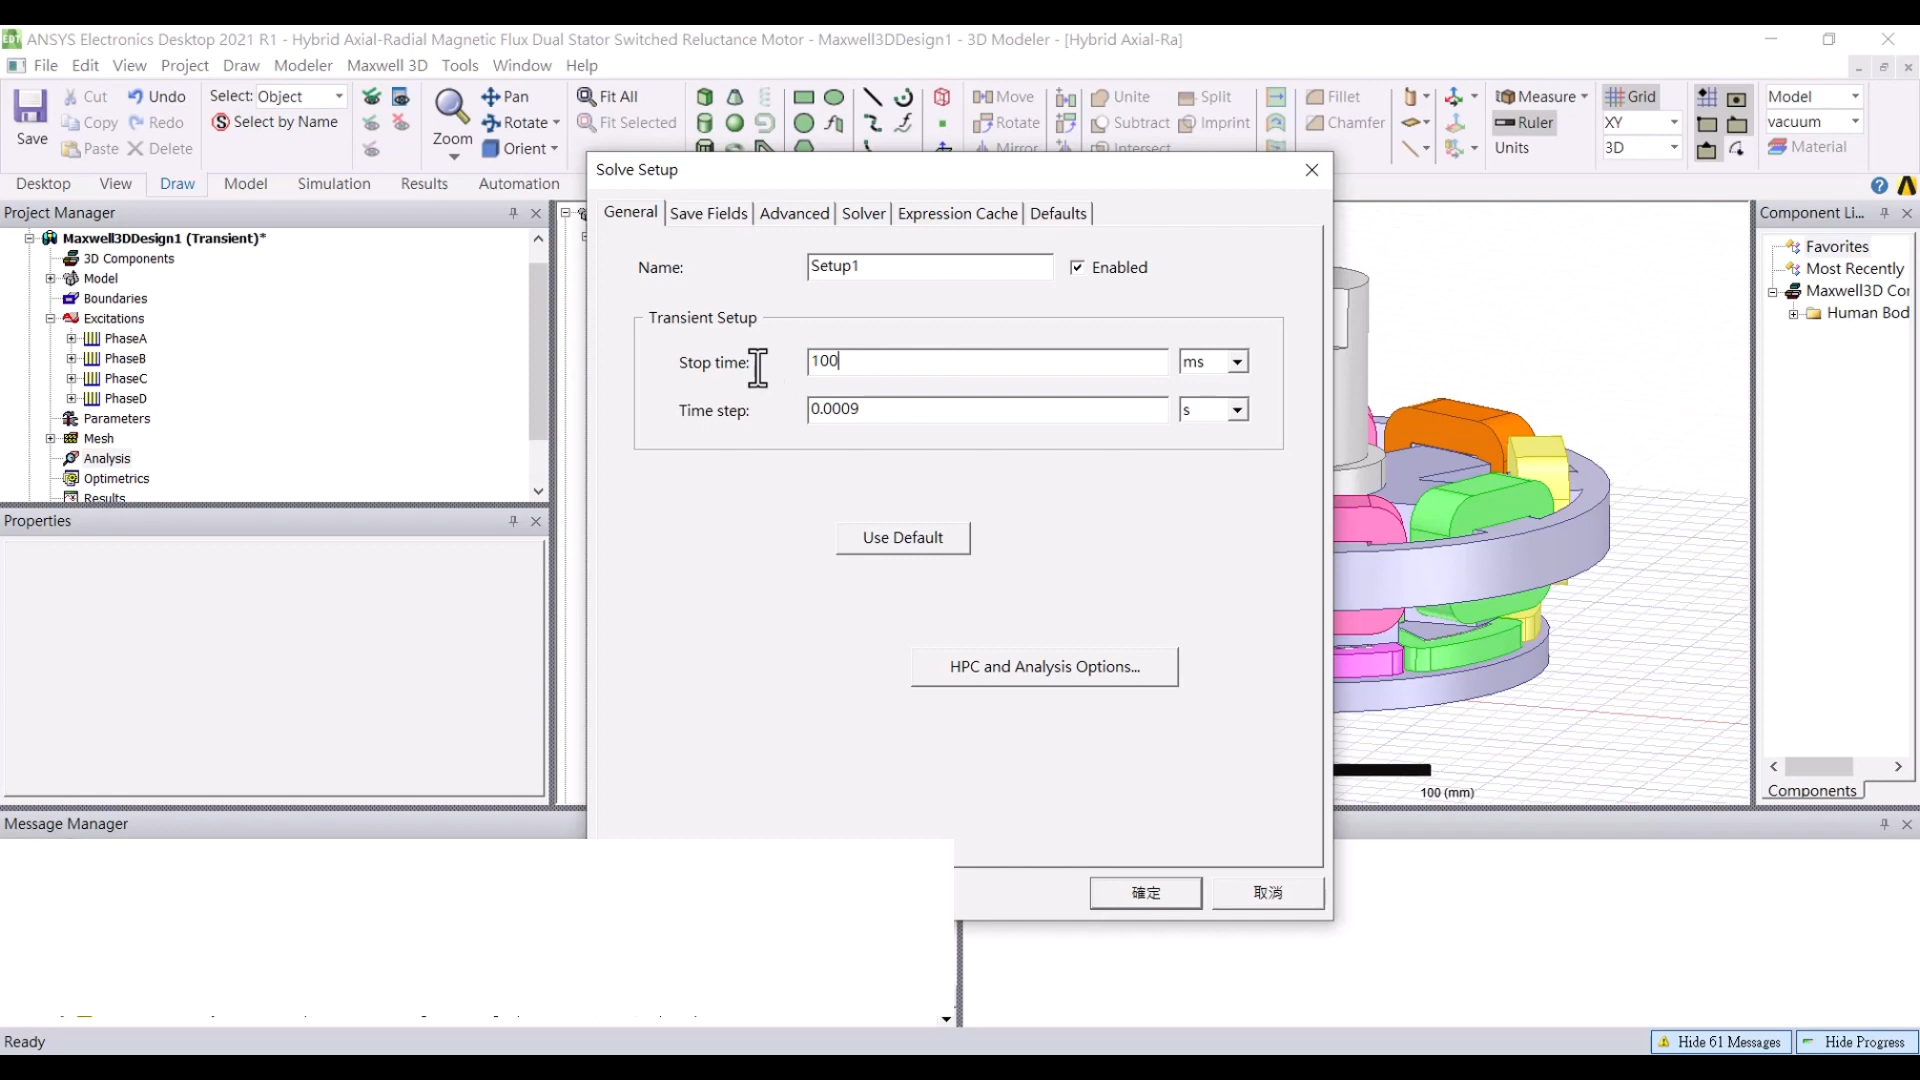 ANSYS Electronics Desktop 2021 R1 - Hybrid Axial-Radial Magnetic Flux Dual Stator Switched Reluctance Motor - Maxwell3DDesign1 - 3D Modeler - [Hybrid Axial-Ra]
File Edit View Project Draw Modeler Maxwell 3D Tools Window Help
Save
Cut Undo
Copy Redo
Paste Delete
Select: Object
Select by Name
Zoom
Pan
Rotate
Orient
Fit All
Fit Selected
Move
Rotate
Mirror
Unite Split
Subtract Imprint
Intersect
Fillet
Chamfer
Measure
Ruler
Units
Grid
XY
3D
Model
vacuum
Material
Desktop View Draw Model Simulation Results Automation
Project Manager
Maxwell3DDesign1 (Transient)*
3D Components
Model
Boundaries
Excitations
PhaseA
PhaseB
PhaseC
PhaseD
Parameters
Mesh
Analysis
Optimetrics
Results
Properties
Solve Setup
General Save Fields Advanced Solver Expression Cache Defaults
Name: Setup1 Enabled
Transient Setup
Stop time: 100 ms
Time step: 0.0009 s
Use Default
HPC and Analysis Options...
確定 取消
100 (mm)
Component Li...
Favorites
Most Recently
Maxwell3D Cor
Human Bod
Components
Message Manager
Ready
Hide 61 Messages Hide Progress